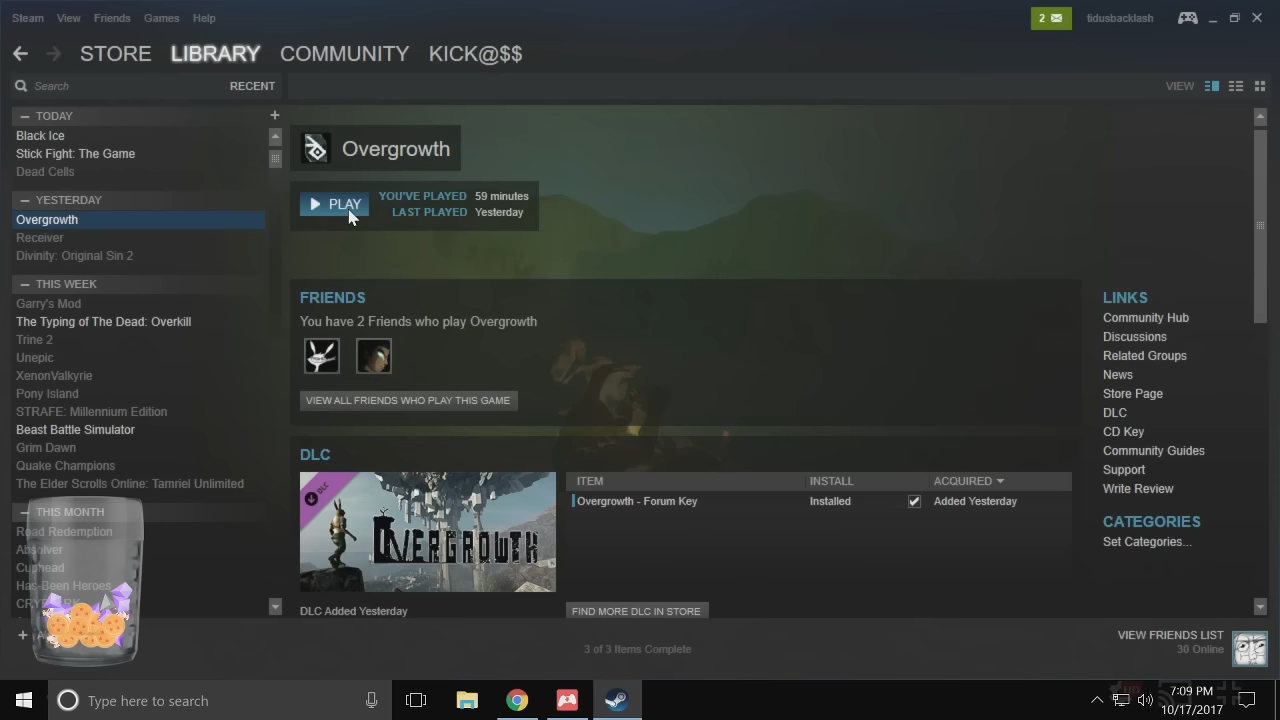 Steam View Friends Games Help
2
tidusbacklash
STORE LIBRARY COMMUNITY KICK@$$
Search RECENT
VIEW
TODAY
Black Ice
Stick Fight: The Game
Dead Cells
YESTERDAY
Overgrowth
Receiver
Divinity: Original Sin 2
THIS WEEK
Garry's Mod
The Typing of The Dead: Overkill
Trine 2
Unepic
XenonValkyrie
Pony Island
STRAFE: Millennium Edition
Beast Battle Simulator
Grim Dawn
Quake Champions
The Elder Scrolls Online: Tamriel Unlimited
THIS MONTH
Road Redemption
Absolver
Cuphead
Has-Been Heroes
Overgrowth
PLAY
YOU'VE PLAYED 59 minutes
LAST PLAYED Yesterday
FRIENDS
You have 2 Friends who play Overgrowth
VIEW ALL FRIENDS WHO PLAY THIS GAME
DLC
DLC
OVERGROWTH
DLC Added Yesterday
ITEM INSTALL ACQUIRED
Overgrowth - Forum Key Installed Added Yesterday
FIND MORE DLC IN STORE
LINKS
Community Hub
Discussions
Related Groups
News
Store Page
DLC
CD Key
Community Guides
Support
Write Review
CATEGORIES
Set Categories...
3 of 3 Items Complete
VIEW FRIENDS LIST
30 Online
Type here to search
7:09 PM
10/17/2017